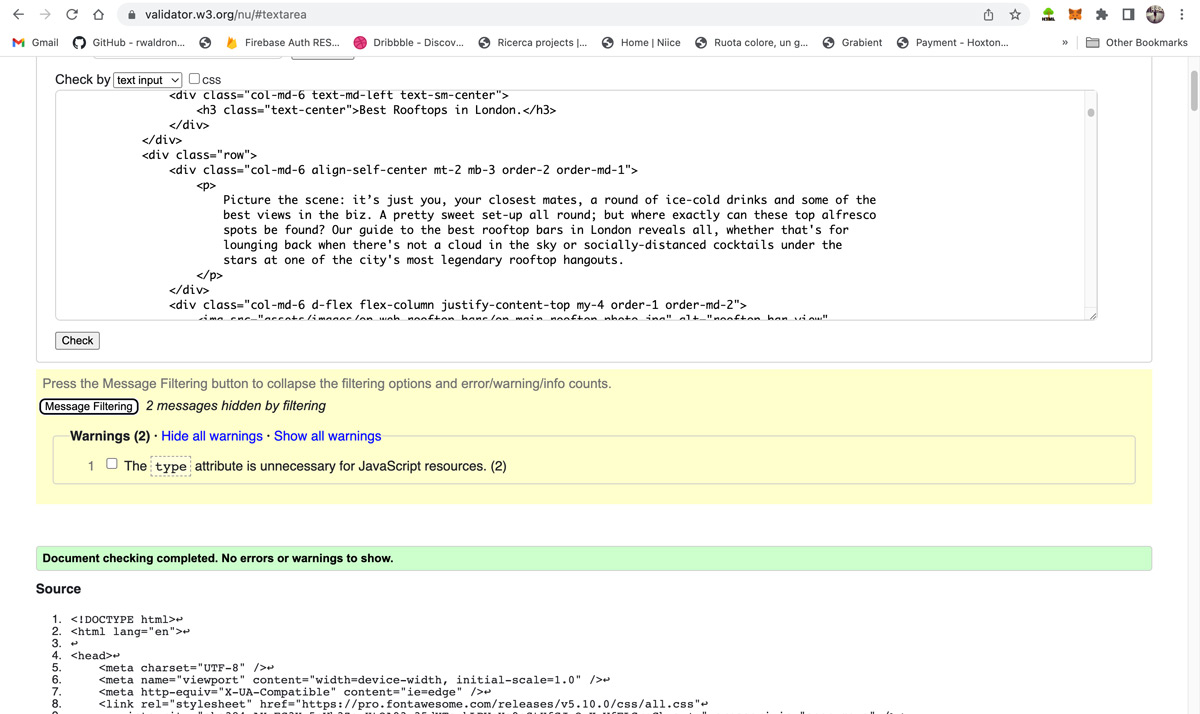 validator.w3.org/nu/#textarea
Gmail GitHub - rwaldron... Firebase Auth RES... Dribbble - Discov... Ricerca projects |... Home | Niice Ruota colore, un g... Grabient Payment - Hoxton... » Other Bookmarks
Check by text input css
<div class="col-md-6 text-md-left text-sm-center">
<h3 class="text-center">Best Rooftops in London.</h3>
</div>
</div>
<div class="row">
<div class="col-md-6 align-self-center mt-2 mb-3 order-2 order-md-1">
<p>
Picture the scene: it’s just you, your closest mates, a round of ice-cold drinks and some of the
best views in the biz. A pretty sweet set-up all round; but where exactly can these top alfresco
spots be found? Our guide to the best rooftop bars in London reveals all, whether that's for
lounging back when there's not a cloud in the sky or socially-distanced cocktails under the
stars at one of the city's most legendary rooftop hangouts.
</p>
</div>
<div class="col-md-6 d-flex flex-column justify-content-top my-4 order-1 order-md-2">
Check
Press the Message Filtering button to collapse the filtering options and error/warning/info counts.
Message Filtering 2 messages hidden by filtering
Warnings (2) · Hide all warnings · Show all warnings
1 The type attribute is unnecessary for JavaScript resources. (2)
Document checking completed. No errors or warnings to show.
Source
1. <!DOCTYPE html>↩
2. <html lang="en">↩
3. ↩
4. <head>↩
5. <meta charset="UTF-8" />↩
6. <meta name="viewport" content="width=device-width, initial-scale=1.0" />↩
7. <meta http-equiv="X-UA-Compatible" content="ie=edge" />↩
8. <link rel="stylesheet" href="https://pro.fontawesome.com/releases/v5.10.0/css/all.css"↩